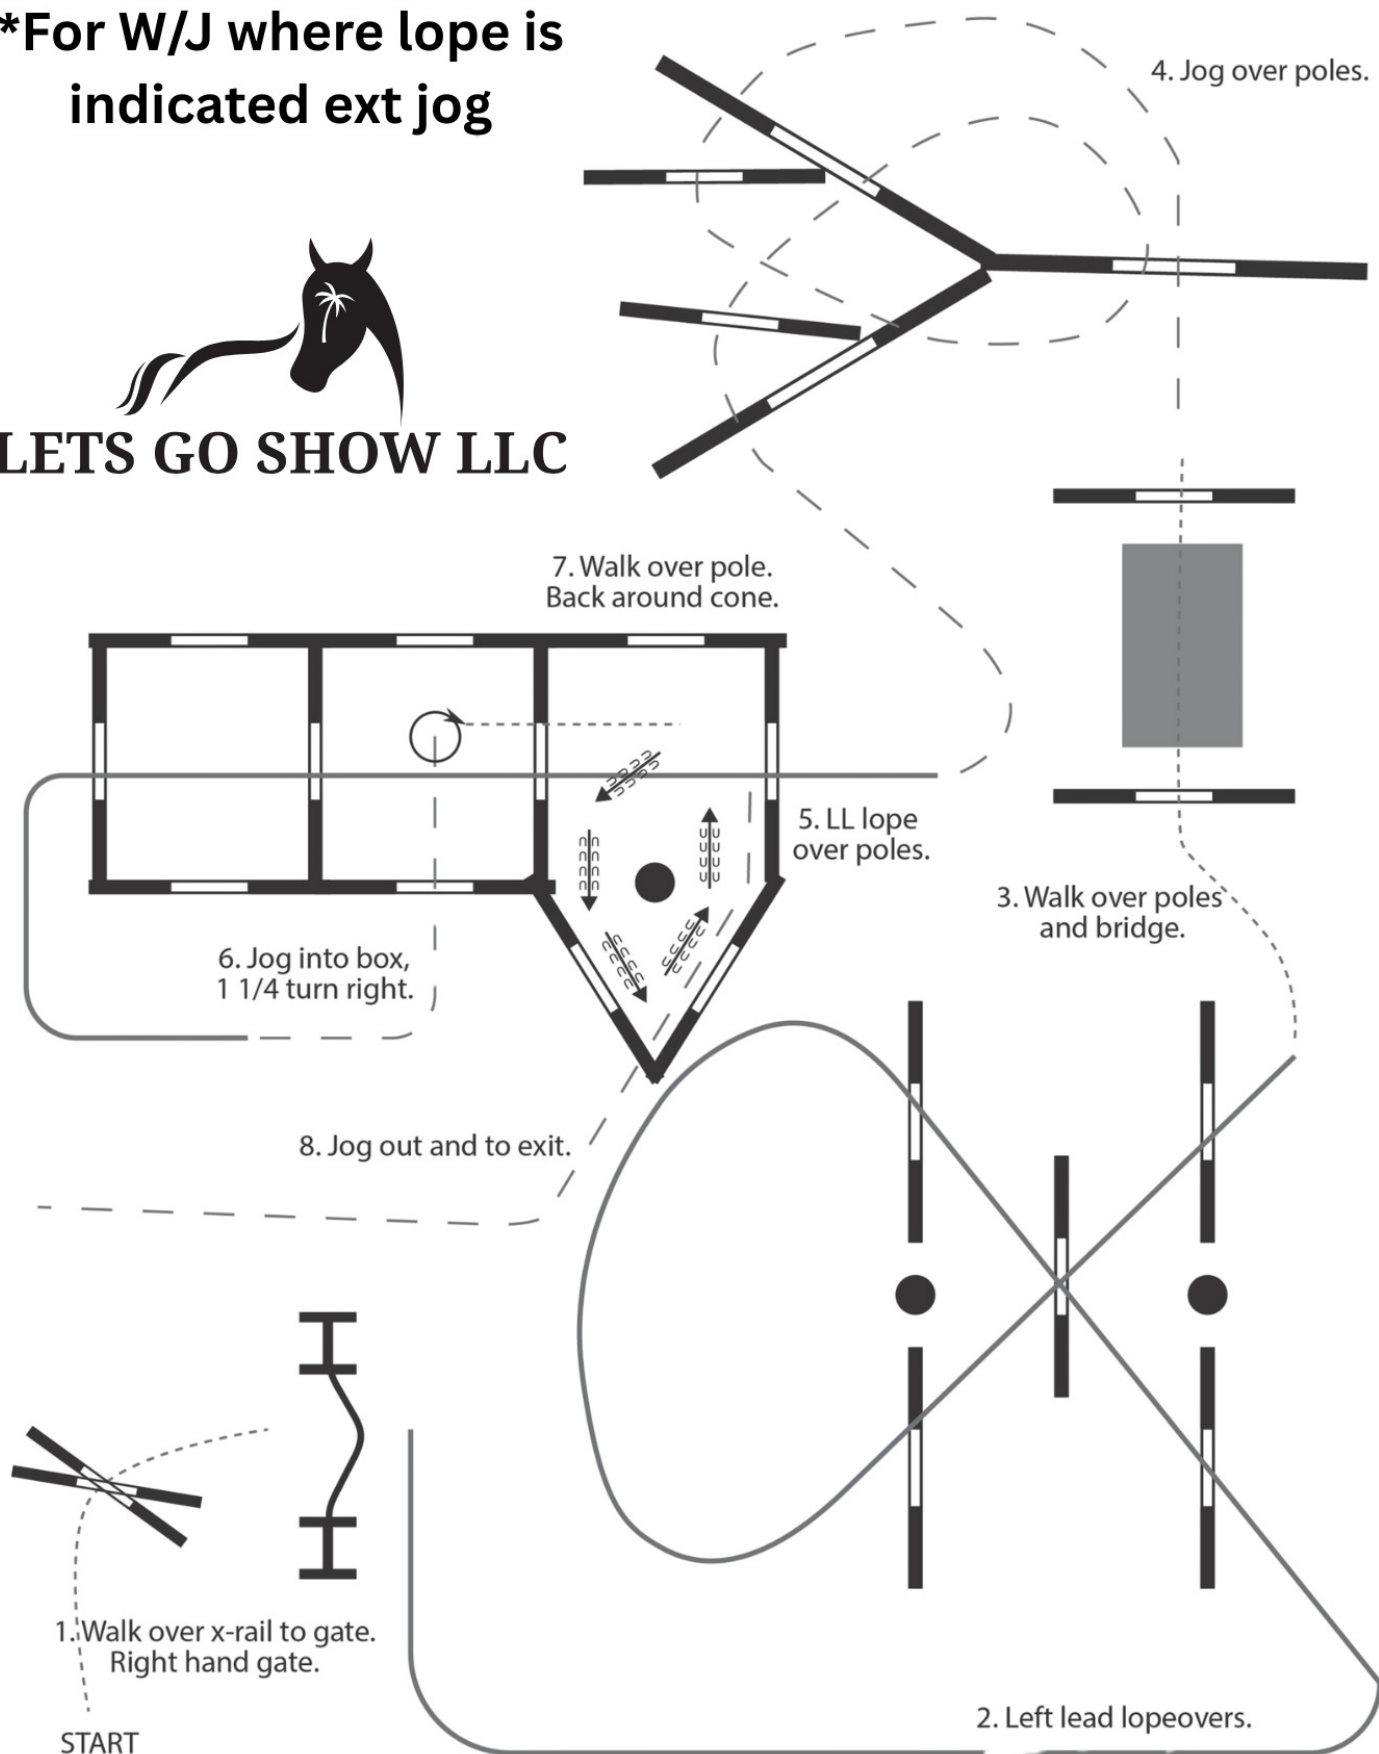 *For W/J where lope is
indicated ext jog
4. Jog over poles.
LETS GO SHOW LLC
7. Walk over pole.
Back around cone.
5. LL lope
over poles.
3. Walk over poles
and bridge.
6. Jog into box,
1 1/4 turn right.
8. Jog out and to exit.
1. Walk over x-rail to gate.
Right hand gate.
2. Left lead lopeovers.
START